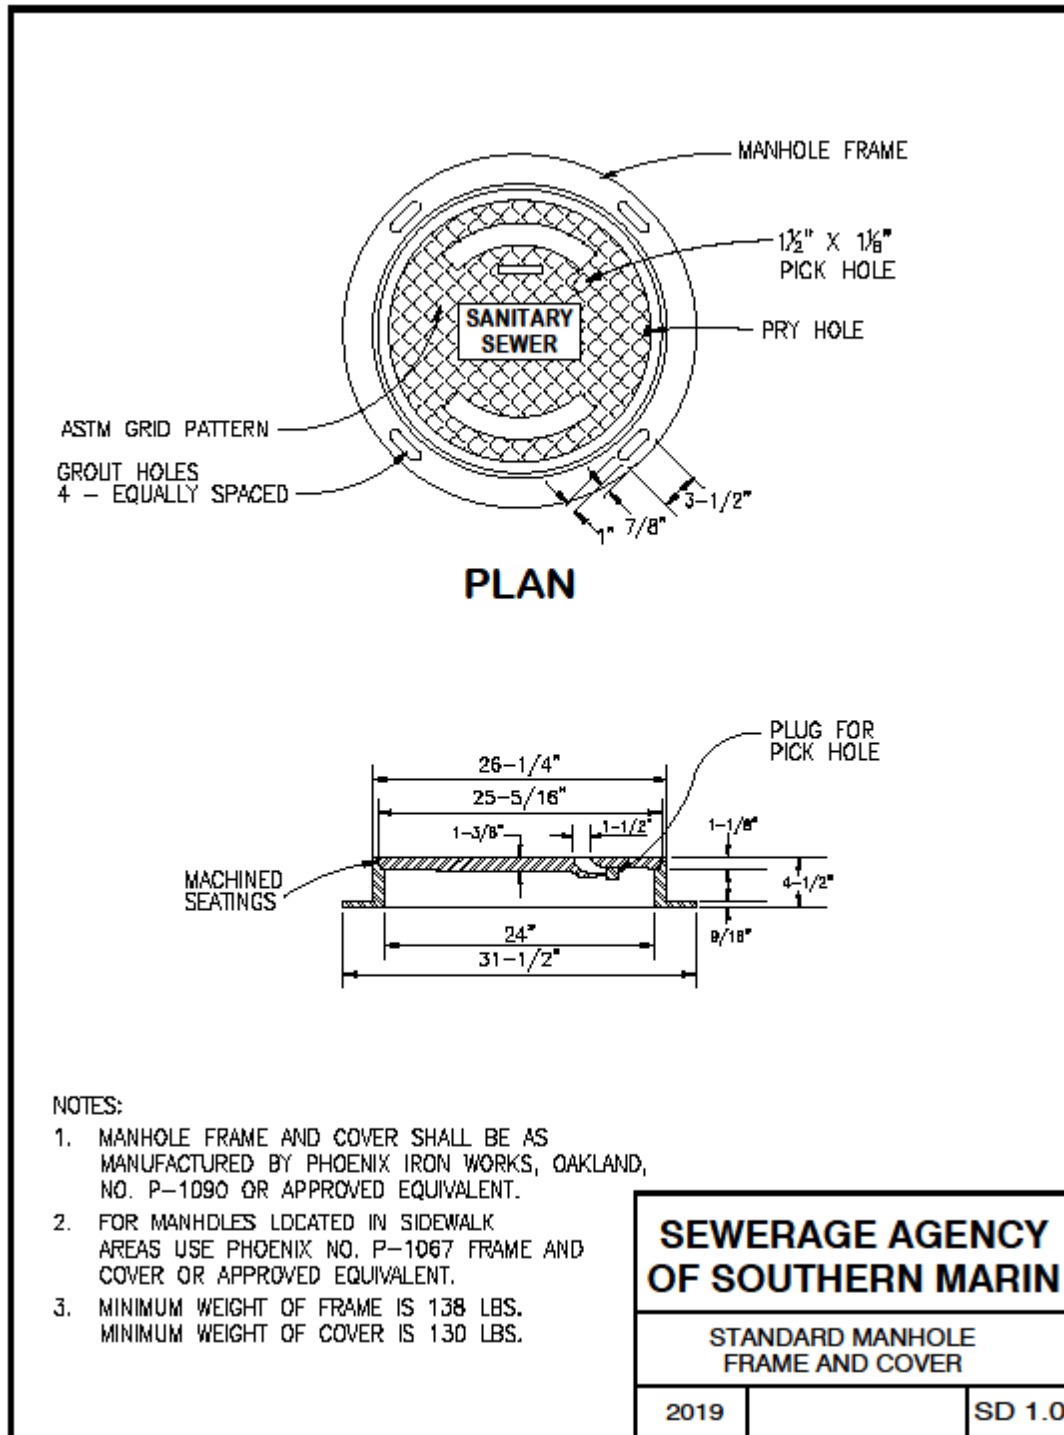 MANHOLE FRAME
1½" X 1⅛"
PICK HOLE
SANITARY
SEWER
PRY HOLE
ASTM GRID PATTERN
GROUT HOLES
4 - EQUALLY SPACED
3-1/2"
7/8"
1"
PLAN
PLUG FOR
PICK HOLE
26-1/4"
25-5/16"
1-3/8"
1-1/2"
1-1/8"
MACHINED
SEATINGS
4-1/2"
9/16"
24"
31-1/2"
NOTES:
1. MANHOLE FRAME AND COVER SHALL BE AS
MANUFACTURED BY PHOENIX IRON WORKS, OAKLAND,
NO. P-1090 OR APPROVED EQUIVALENT.
2. FOR MANHOLES LOCATED IN SIDEWALK
AREAS USE PHOENIX NO. P-1067 FRAME AND
COVER OR APPROVED EQUIVALENT.
3. MINIMUM WEIGHT OF FRAME IS 138 LBS.
MINIMUM WEIGHT OF COVER IS 130 LBS.
SEWERAGE AGENCY
OF SOUTHERN MARIN
STANDARD MANHOLE
FRAME AND COVER
2019
SD 1.0